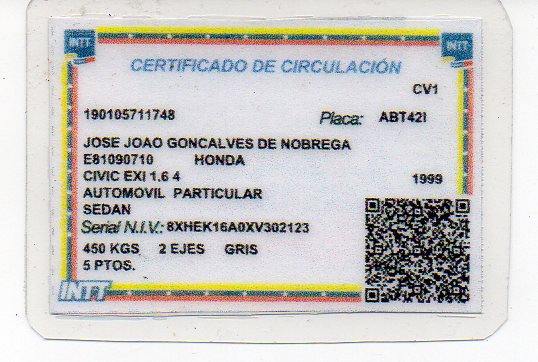 INTT
INTT
CERTIFICADO DE CIRCULACIÓN
CV1
190105711748 Placa: ABT42I
JOSE JOAO GONCALVES DE NOBREGA
E81090710 HONDA
CIVIC EXI 1.6 4 1999
AUTOMOVIL PARTICULAR
SEDAN
Serial N.I.V.: 8XHEK16A0XV302123
450 KGS 2 EJES GRIS
5 PTOS.
INTT